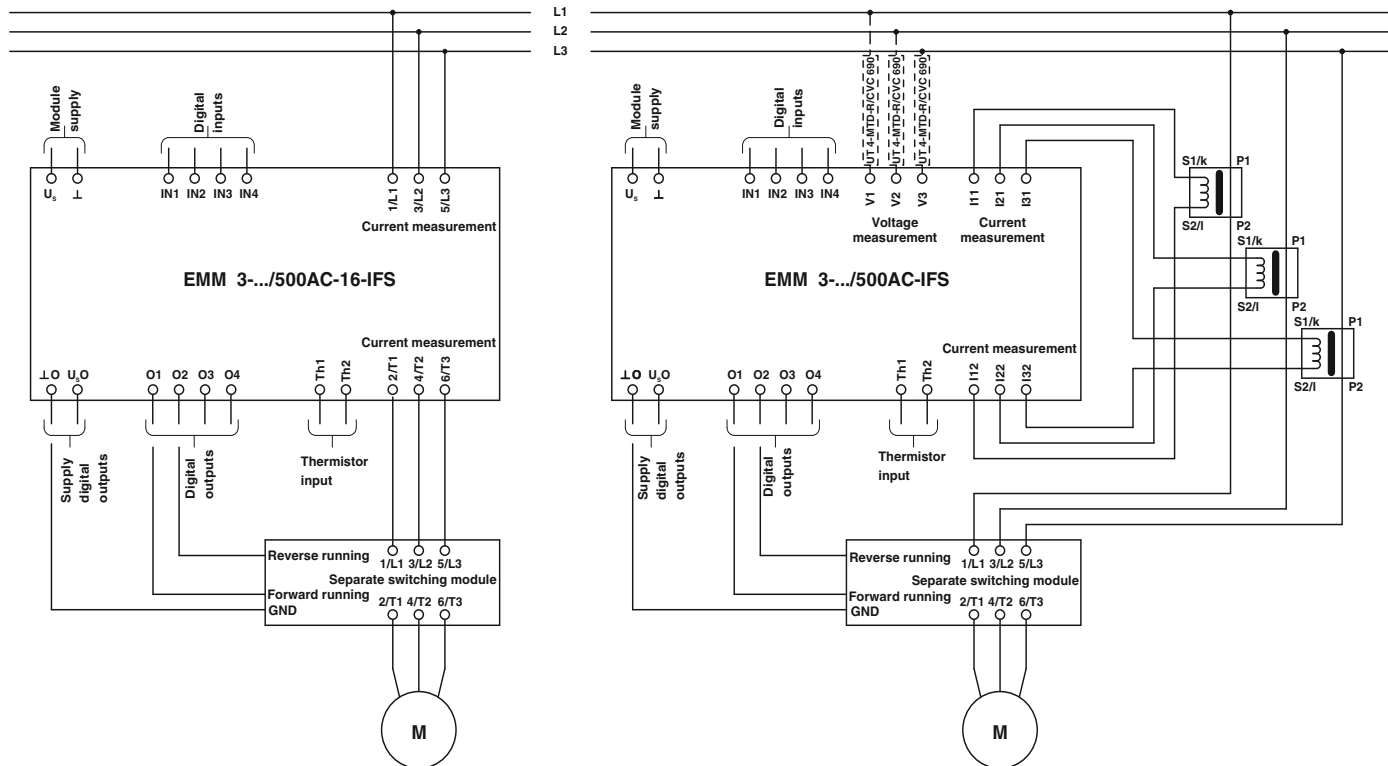 L1
L2
L3
Module supply
Digital inputs
Us
⊥
IN1
IN2
IN3
IN4
1/L1
3/L2
5/L3
Current measurement
EMM 3-.../500AC-16-IFS
Current measurement
⊥O
UsO
O1
O2
O3
O4
Th1
Th2
2/T1
4/T2
6/T3
Supply digital outputs
Digital outputs
Thermistor input
Reverse running
1/L1 3/L2 5/L3
Separate switching module
Forward running
2/T1 4/T2 6/T3
GND
M
Module supply
Digital inputs
UT 4-MTD-R/CVC 690
UT 4-MTD-R/CVC 690
UT 4-MTD-R/CVC 690
Us
⊥
IN1
IN2
IN3
IN4
V1
V2
V3
I11
I21
I31
Voltage measurement
Current measurement
EMM 3-.../500AC-IFS
S1/k
P1
S2/l
P2
S1/k
P1
S2/l
P2
S1/k
P1
S2/l
P2
Current measurement
⊥O
UsO
O1
O2
O3
O4
Th1
Th2
I12
I22
I32
Supply digital outputs
Digital outputs
Thermistor input
Reverse running
1/L1 3/L2 5/L3
Separate switching module
Forward running
2/T1 4/T2 6/T3
GND
M